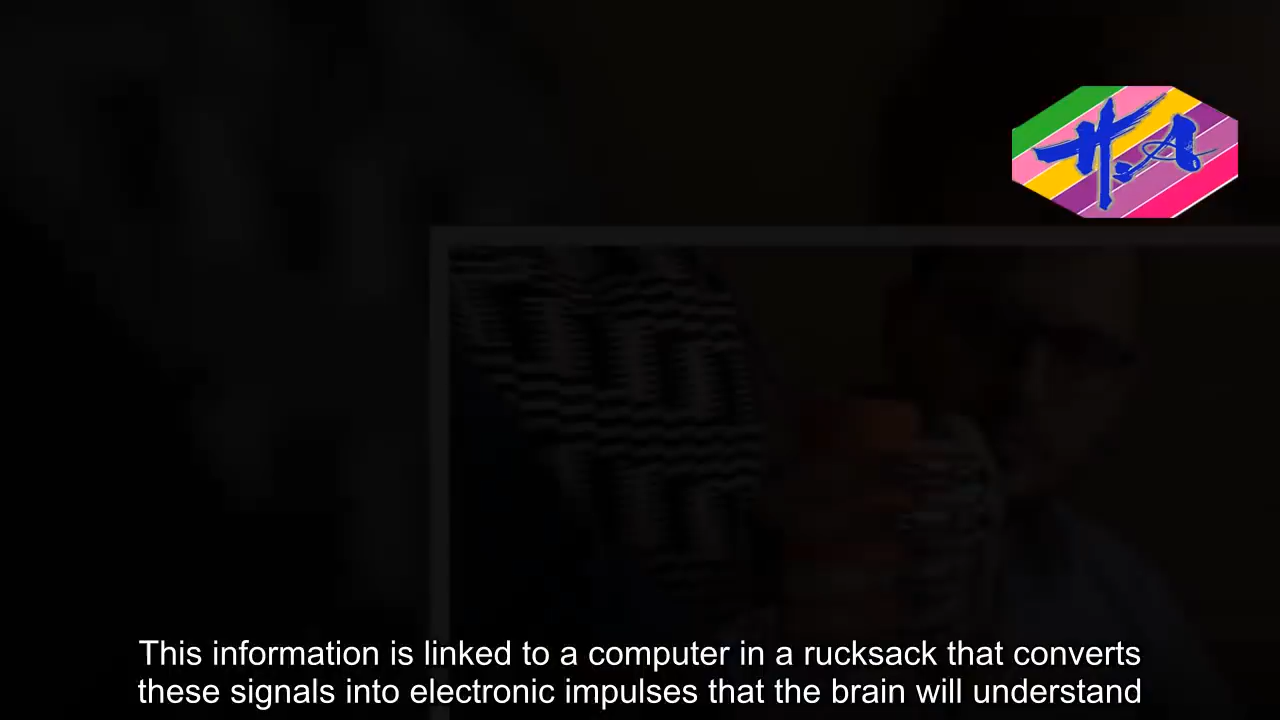 H.A
This information is linked to a computer in a rucksack that converts
these signals into electronic impulses that the brain will understand